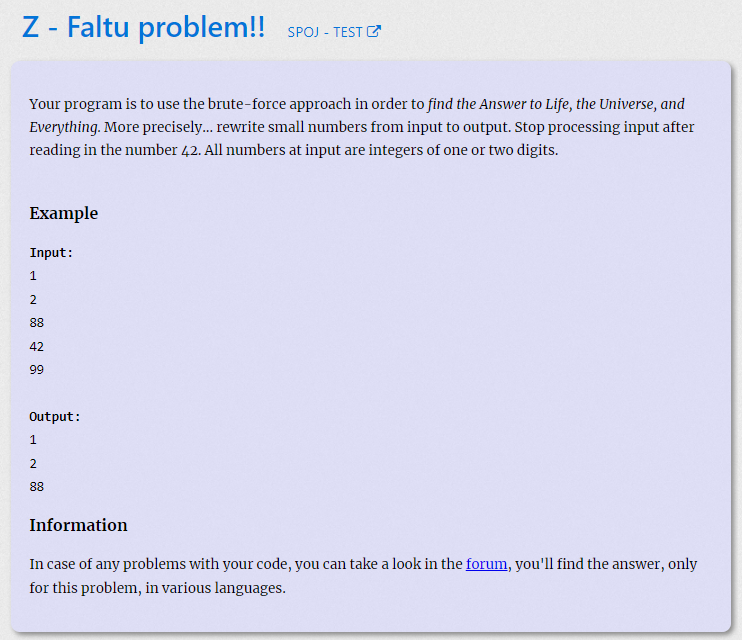 Z - Faltu problem!! SPOJ - TEST
Your program is to use the brute-force approach in order to find the Answer to Life, the Universe, and
Everything. More precisely... rewrite small numbers from input to output. Stop processing input after
reading in the number 42. All numbers at input are integers of one or two digits.
Example
Input:
1
2
88
42
99
Output:
1
2
88
Information
In case of any problems with your code, you can take a look in the forum, you'll find the answer, only
for this problem, in various languages.